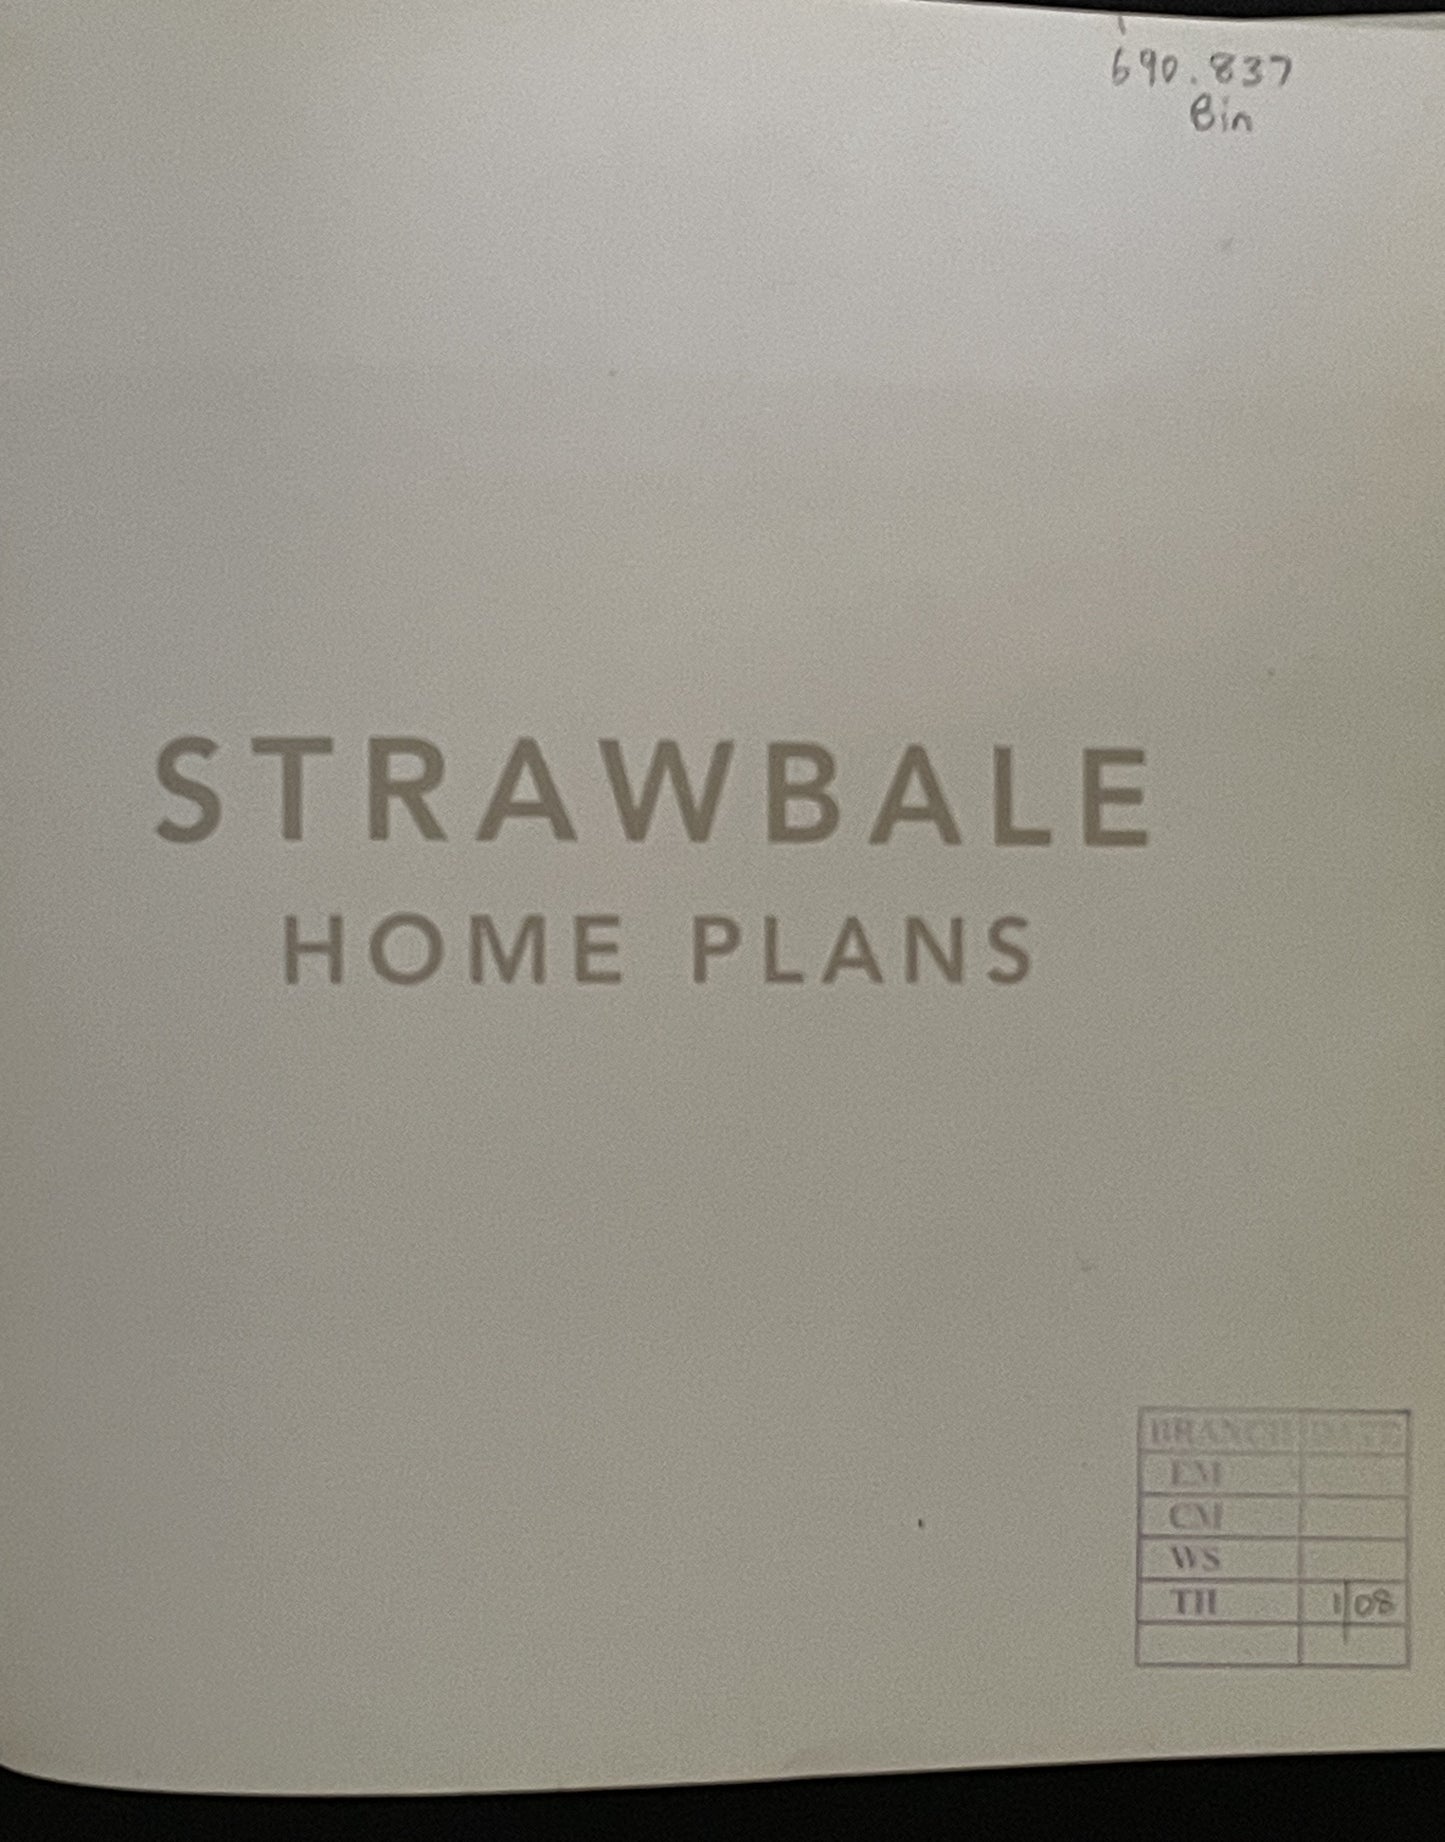 690.837
Bin
STRAWBALE
HOME PLANS
BRANCH DATE
EM
CM
WS
TH 1/08